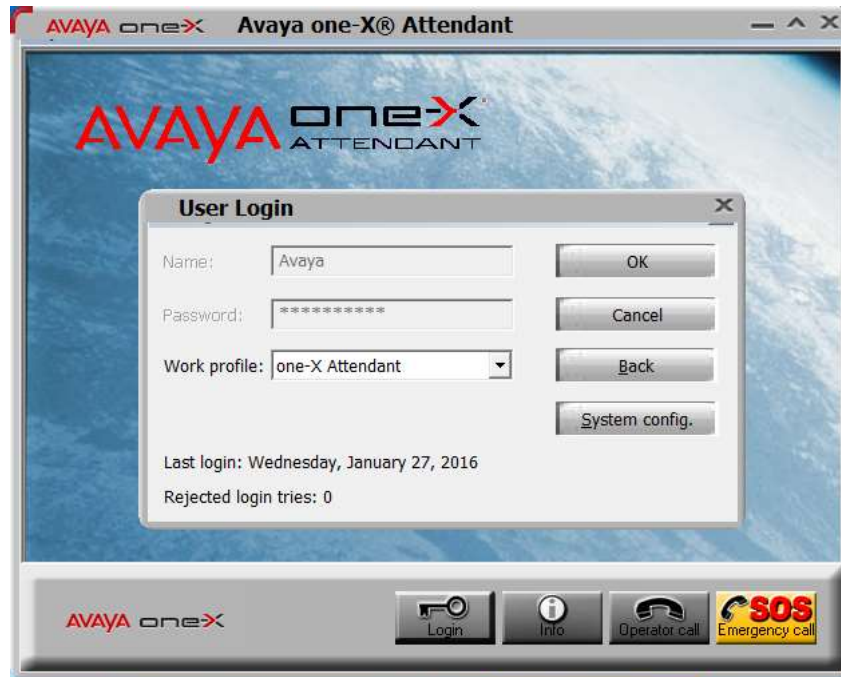 AVAYA one-X Avaya one-X® Attendant
AVAYA one-X®
ATTENDANT
User Login
Name: Avaya
OK
Password: **********
Cancel
Work profile: one-X Attendant
Back
System config.
Last login: Wednesday, January 27, 2016
Rejected login tries: 0
AVAYA one-X
Login
Info
Operator call
SOS
Emergency call